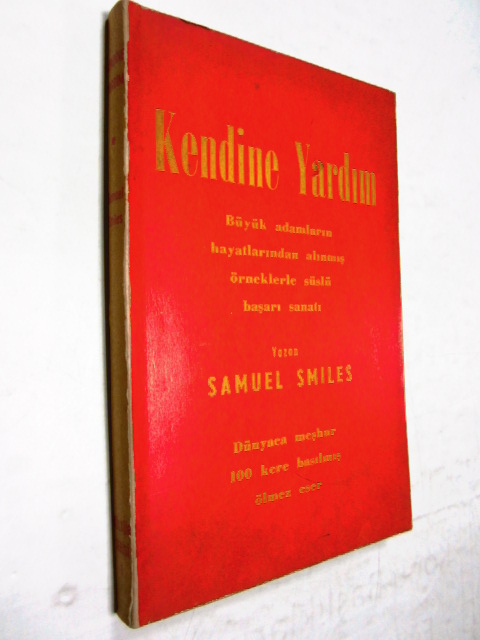 Kendine Yardım
Büyük adamların
hayatlarından alınmış
örneklerle süslü
başarı sanatı
Yazan
SAMUEL SMILES
Dünyaca meşhur
100 kere basılmış
ölmez eser